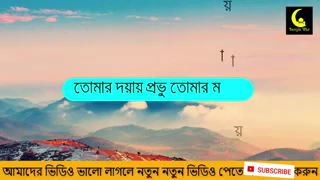 য়
তোমার দয়ায় প্রভু তোমার ম
য়
আমাদের ভিডিও ভালো লাগলে নতুন নতুন ভিডিও পেতে SUBSCRIBE করুন